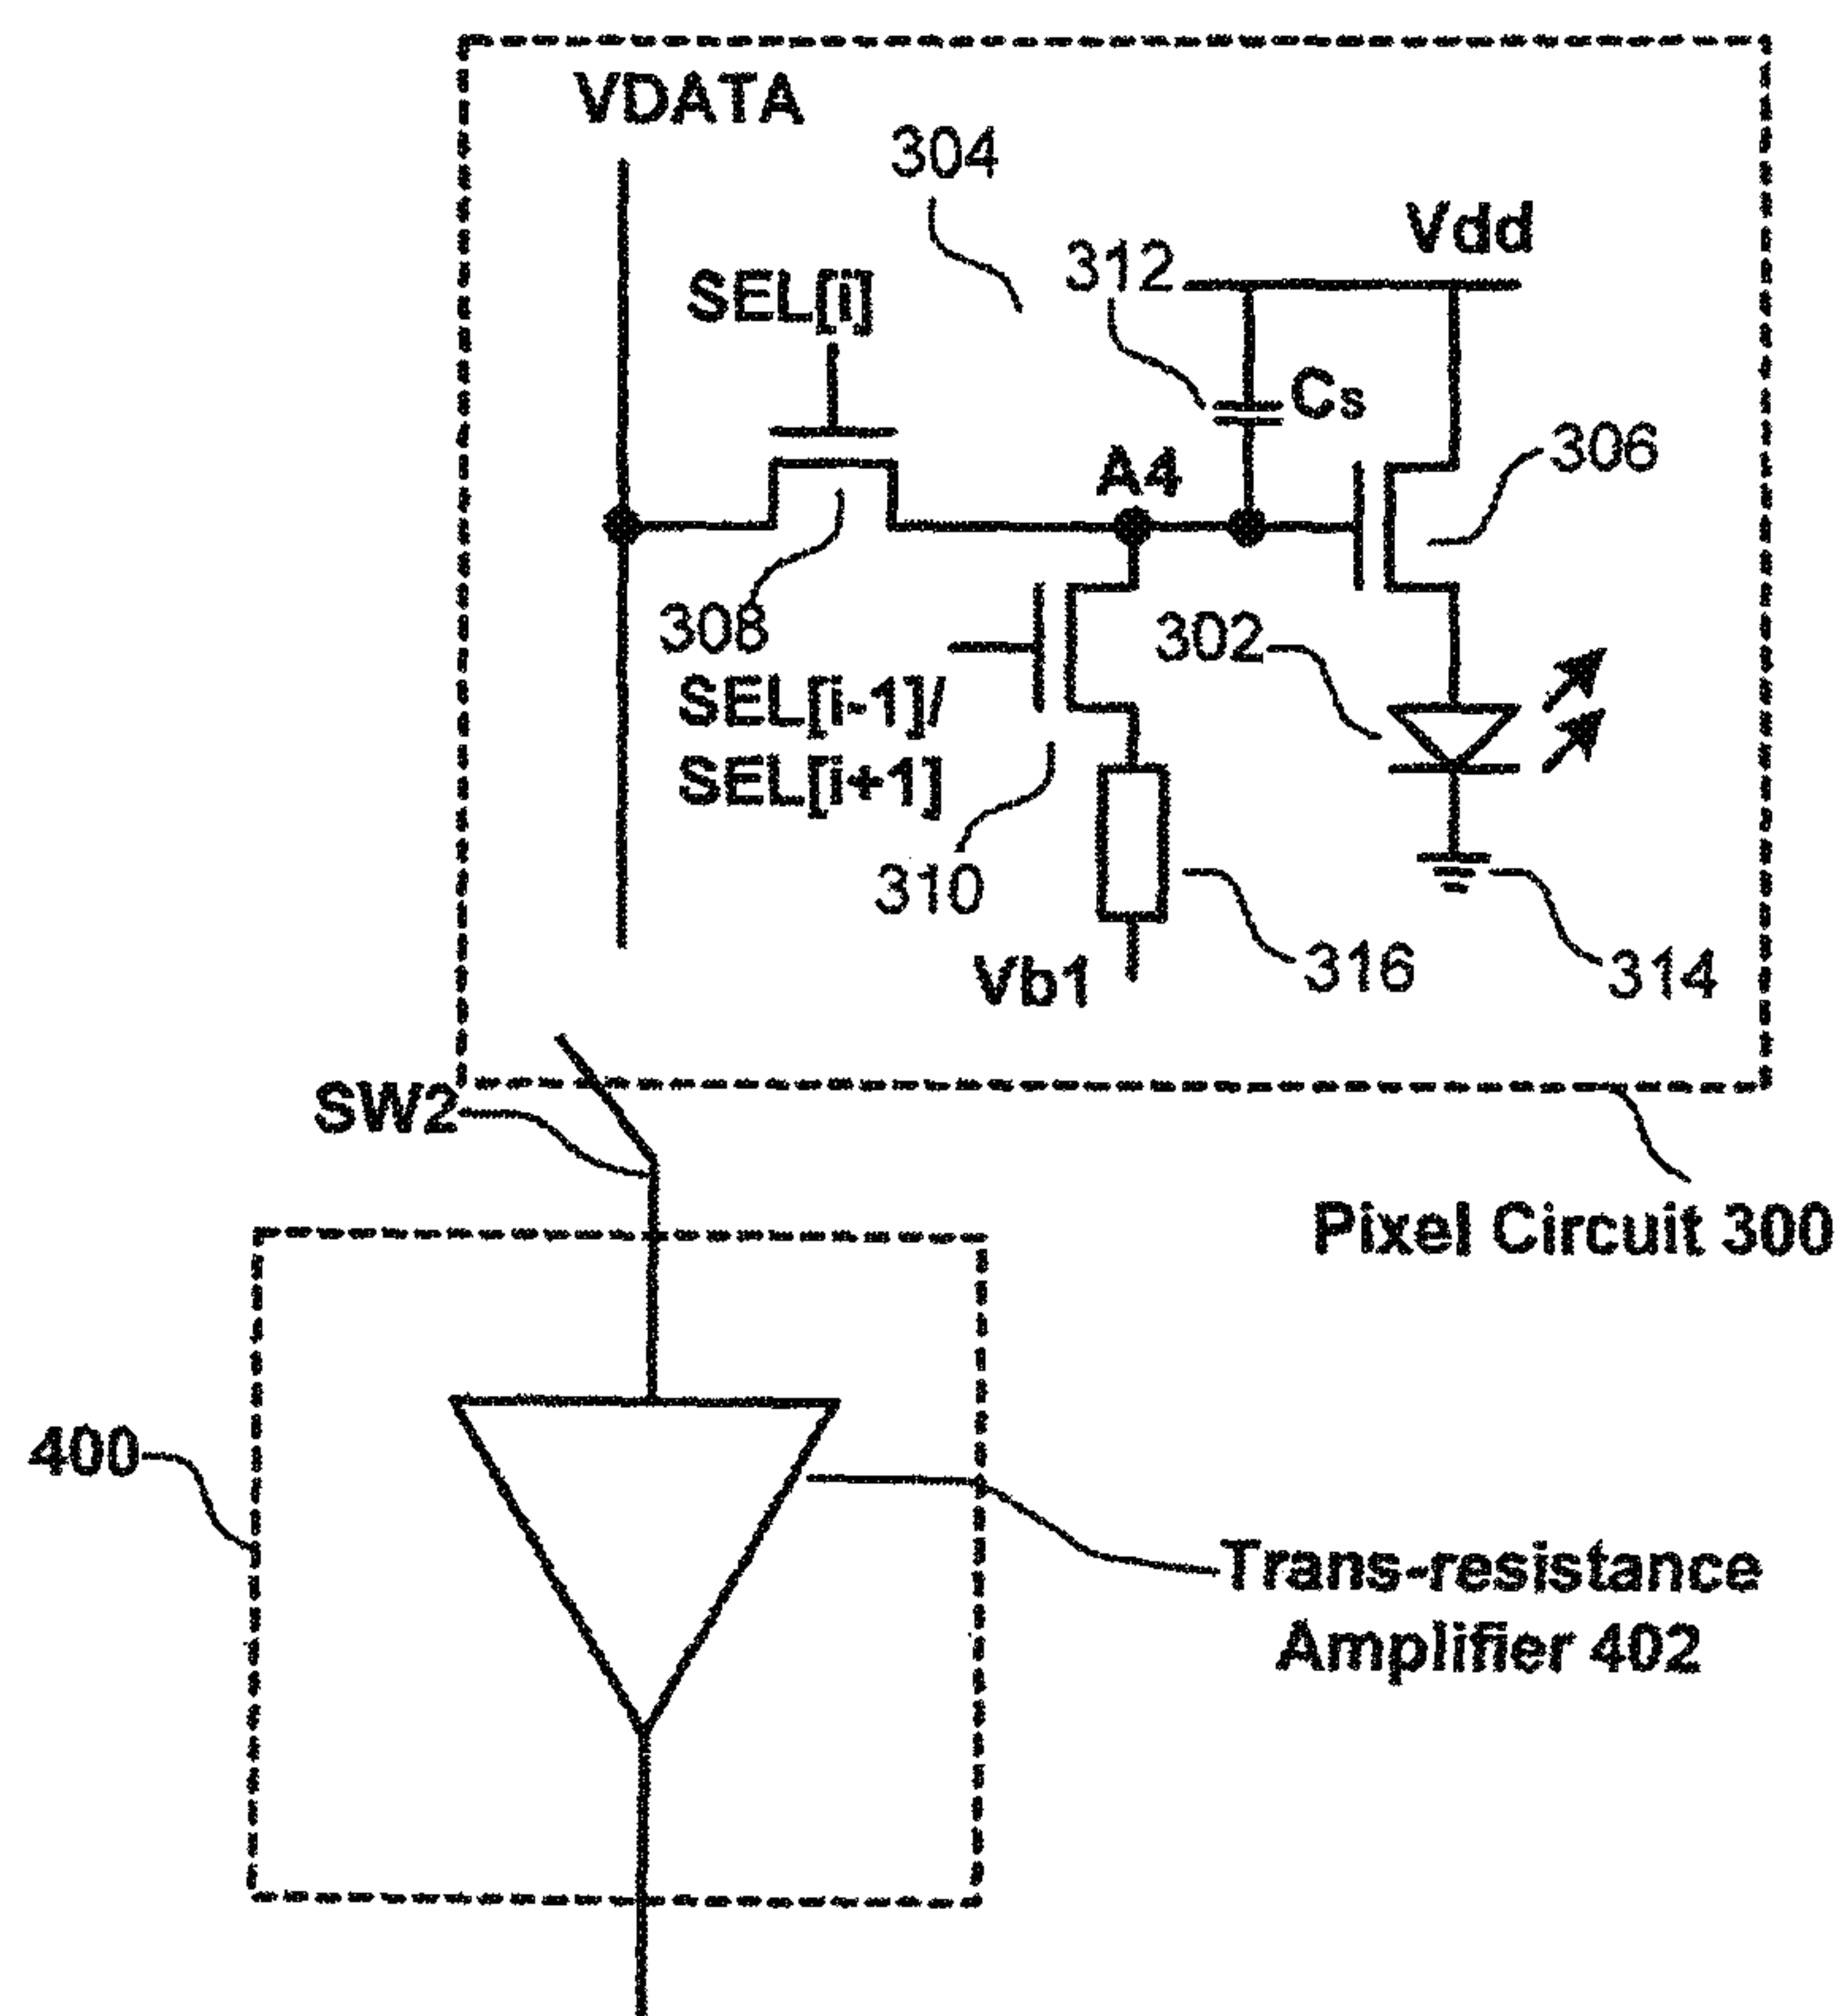 VDATA
304
Vdd
312
SEL[i]
Cs
306
A4
308
302
SEL[i-1]/
SEL[i+1]
310
Vb1
316
314
SW2
Pixel Circuit 300
400
Trans-resistance
Amplifier 402